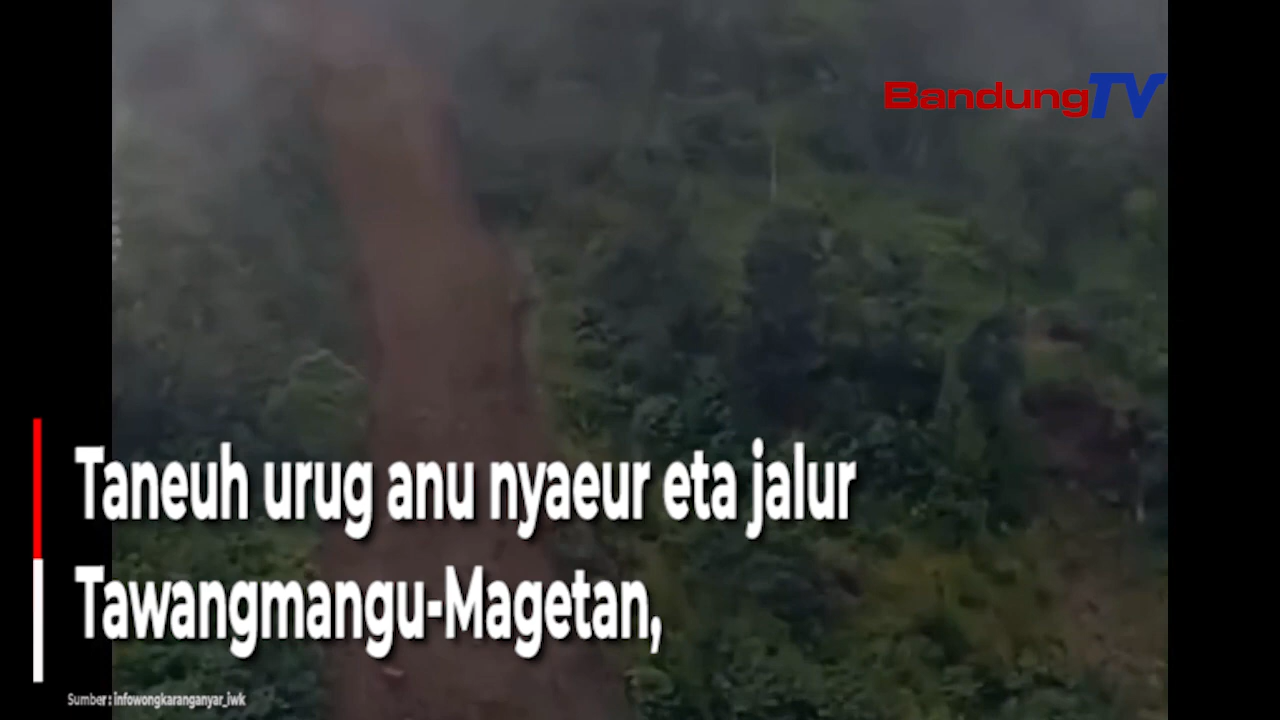 BandungTV
Taneuh urug anu nyaeur eta jalur
Tawangmangu-Magetan,
Sumber : infowongkaranganyar_iwk